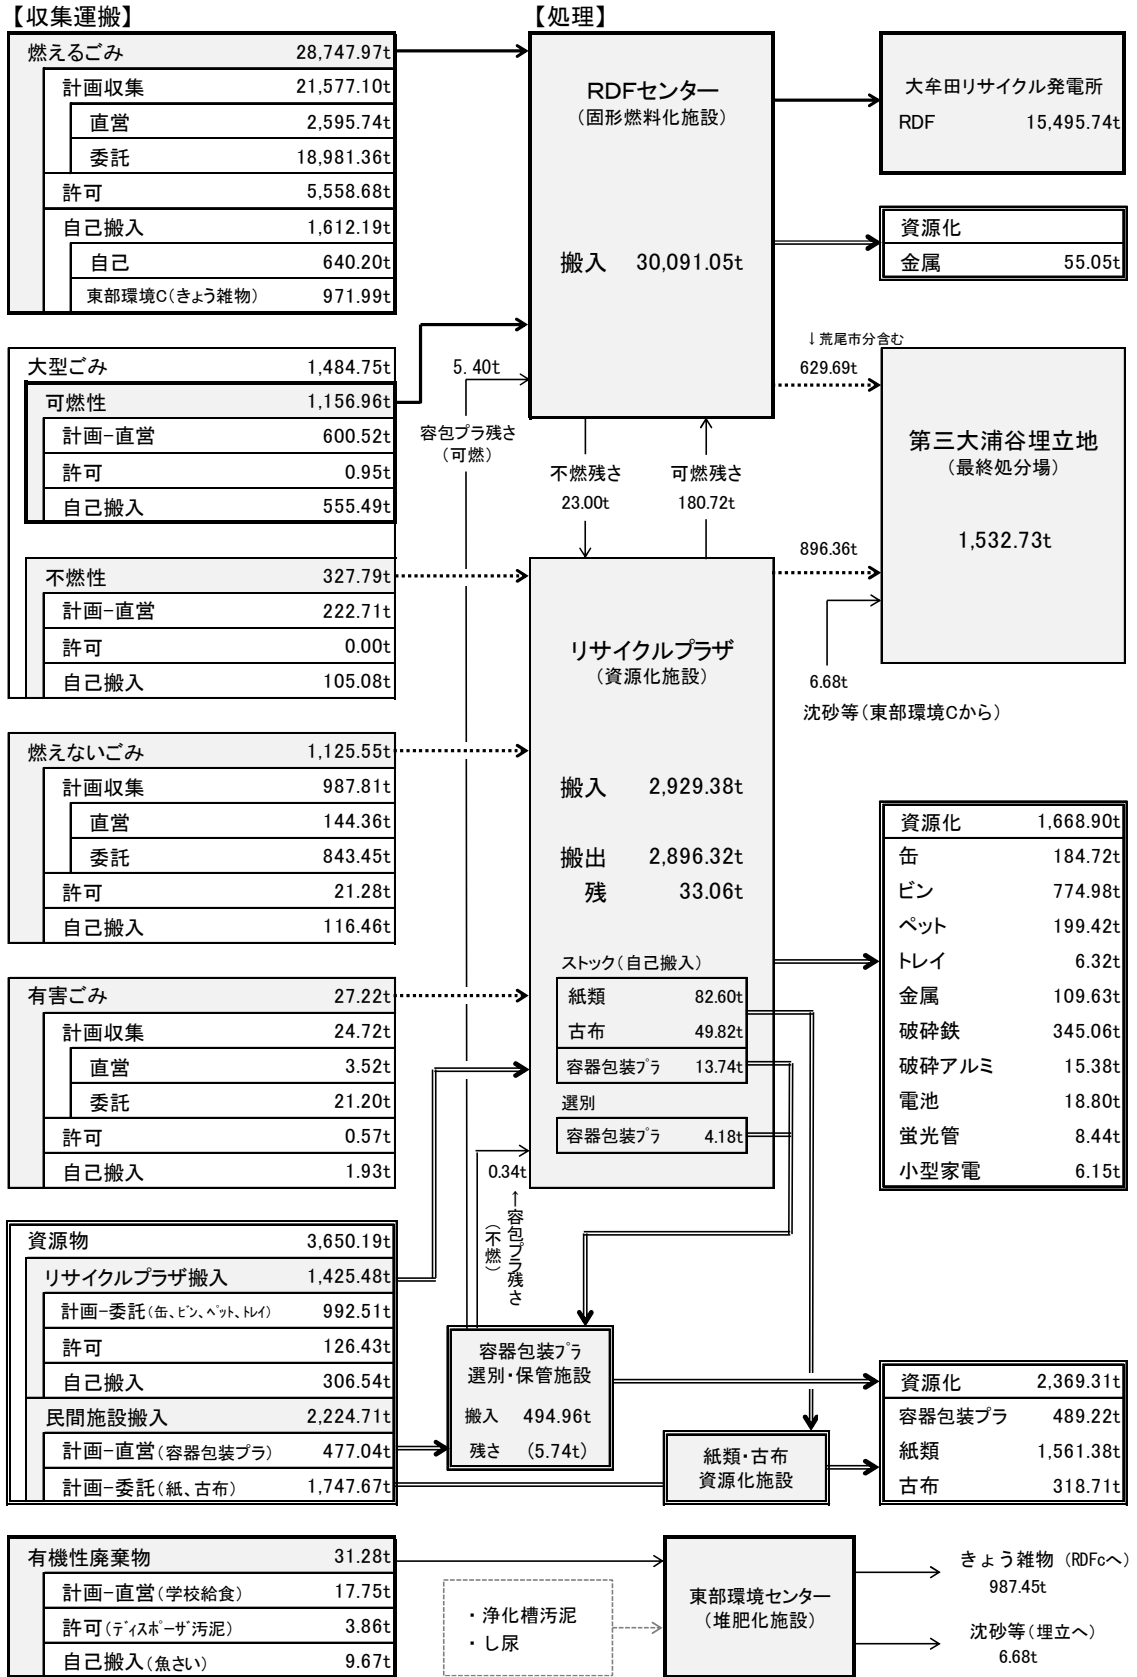 【収集運搬】
燃えるごみ 28,747.97t
計画収集 21,577.10t
直営 2,595.74t
委託 18,981.36t
許可 5,558.68t
自己搬入 1,612.19t
自己 640.20t
東部環境C(きょう雑物) 971.99t
大型ごみ 1,484.75t
可燃性 1,156.96t
計画-直営 600.52t
許可 0.95t
自己搬入 555.49t
不燃性 327.79t
計画-直営 222.71t
許可 0.00t
自己搬入 105.08t
燃えないごみ 1,125.55t
計画収集 987.81t
直営 144.36t
委託 843.45t
許可 21.28t
自己搬入 116.46t
有害ごみ 27.22t
計画収集 24.72t
直営 3.52t
委託 21.20t
許可 0.57t
自己搬入 1.93t
資源物 3,650.19t
リサイクルプラザ搬入 1,425.48t
計画-委託(缶、ビン、ペット、トレイ) 992.51t
許可 126.43t
自己搬入 306.54t
民間施設搬入 2,224.71t
計画-直営(容器包装プラ) 477.04t
計画-委託(紙、古布) 1,747.67t
有機性廃棄物 31.28t
計画-直営(学校給食) 17.75t
許可(ディスポーザ汚泥) 3.86t
自己搬入(魚さい) 9.67t
【処理】
RDFセンター
(固形燃料化施設)
搬入 30,091.05t
5.40t
容包プラ残さ
(可燃)
不燃残さ
23.00t
可燃残さ
180.72t
リサイクルプラザ
(資源化施設)
搬入 2,929.38t
搬出 2,896.32t
残 33.06t
ストック(自己搬入)
紙類 82.60t
古布 49.82t
容器包装プラ 13.74t
選別
容器包装プラ 4.18t
0.34t
↑容包プラ残さ
(不燃)
容器包装プラ
選別・保管施設
搬入 494.96t
残さ (5.74t)
紙類・古布
資源化施設
・浄化槽汚泥
・し尿
東部環境センター
(堆肥化施設)
大牟田リサイクル発電所
RDF 15,495.74t
資源化
金属 55.05t
↓荒尾市分含む
629.69t
第三大浦谷埋立地
(最終処分場)
1,532.73t
896.36t
6.68t
沈砂等(東部環境Cから)
資源化 1,668.90t
缶 184.72t
ビン 774.98t
ペット 199.42t
トレイ 6.32t
金属 109.63t
破砕鉄 345.06t
破砕アルミ 15.38t
電池 18.80t
蛍光管 8.44t
小型家電 6.15t
資源化 2,369.31t
容器包装プラ 489.22t
紙類 1,561.38t
古布 318.71t
きょう雑物 (RDFcへ)
987.45t
沈砂等(埋立へ)
6.68t